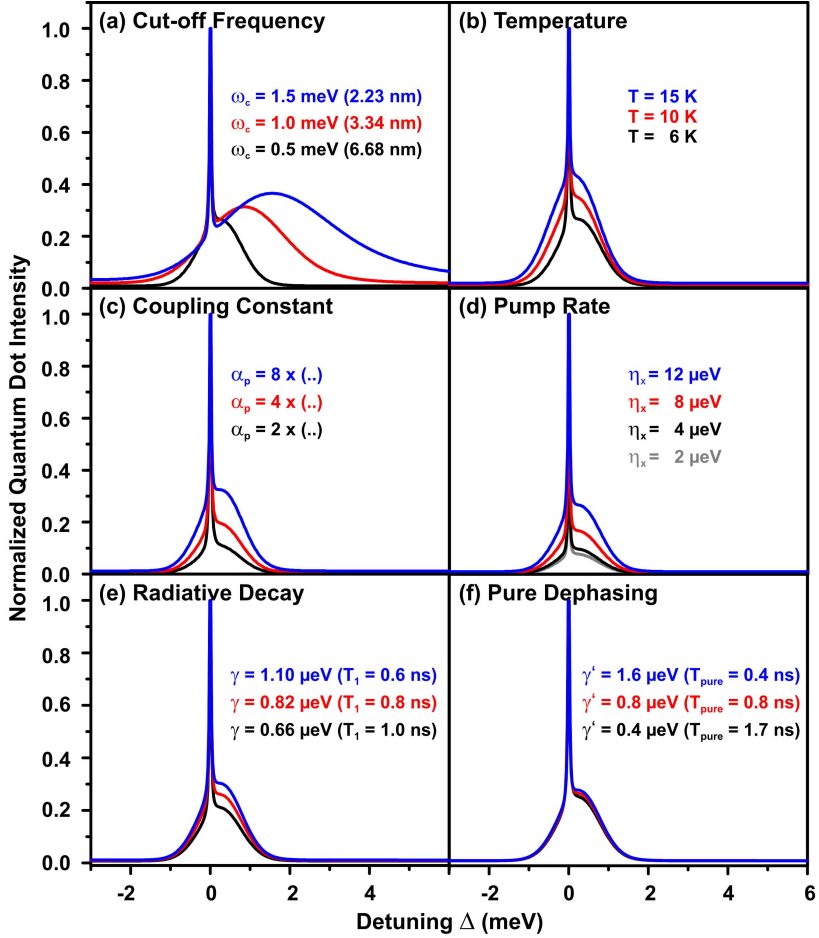 (a) Cut-off Frequency
ω_c = 1.5 meV (2.23 nm)
ω_c = 1.0 meV (3.34 nm)
ω_c = 0.5 meV (6.68 nm)
(b) Temperature
T = 15 K
T = 10 K
T = 6 K
1.0
0.8
0.6
0.4
0.2
0.0
(c) Coupling Constant
α_p = 8 x (..)
α_p = 4 x (..)
α_p = 2 x (..)
(d) Pump Rate
η_x = 12 µeV
η_x = 8 µeV
η_x = 4 µeV
η_x = 2 µeV
1.0
0.8
0.6
0.4
0.2
0.0
(e) Radiative Decay
γ = 1.10 µeV (T_1 = 0.6 ns)
γ = 0.82 µeV (T_1 = 0.8 ns)
γ = 0.66 µeV (T_1 = 1.0 ns)
(f) Pure Dephasing
γ‘ = 1.6 µeV (T_pure = 0.4 ns)
γ‘ = 0.8 µeV (T_pure = 0.8 ns)
γ‘ = 0.4 µeV (T_pure = 1.7 ns)
1.0
0.8
0.6
0.4
0.2
0.0
-2 0 2 4 -2 0 2 4 6
Normalized Quantum Dot Intensity
Detuning Δ (meV)